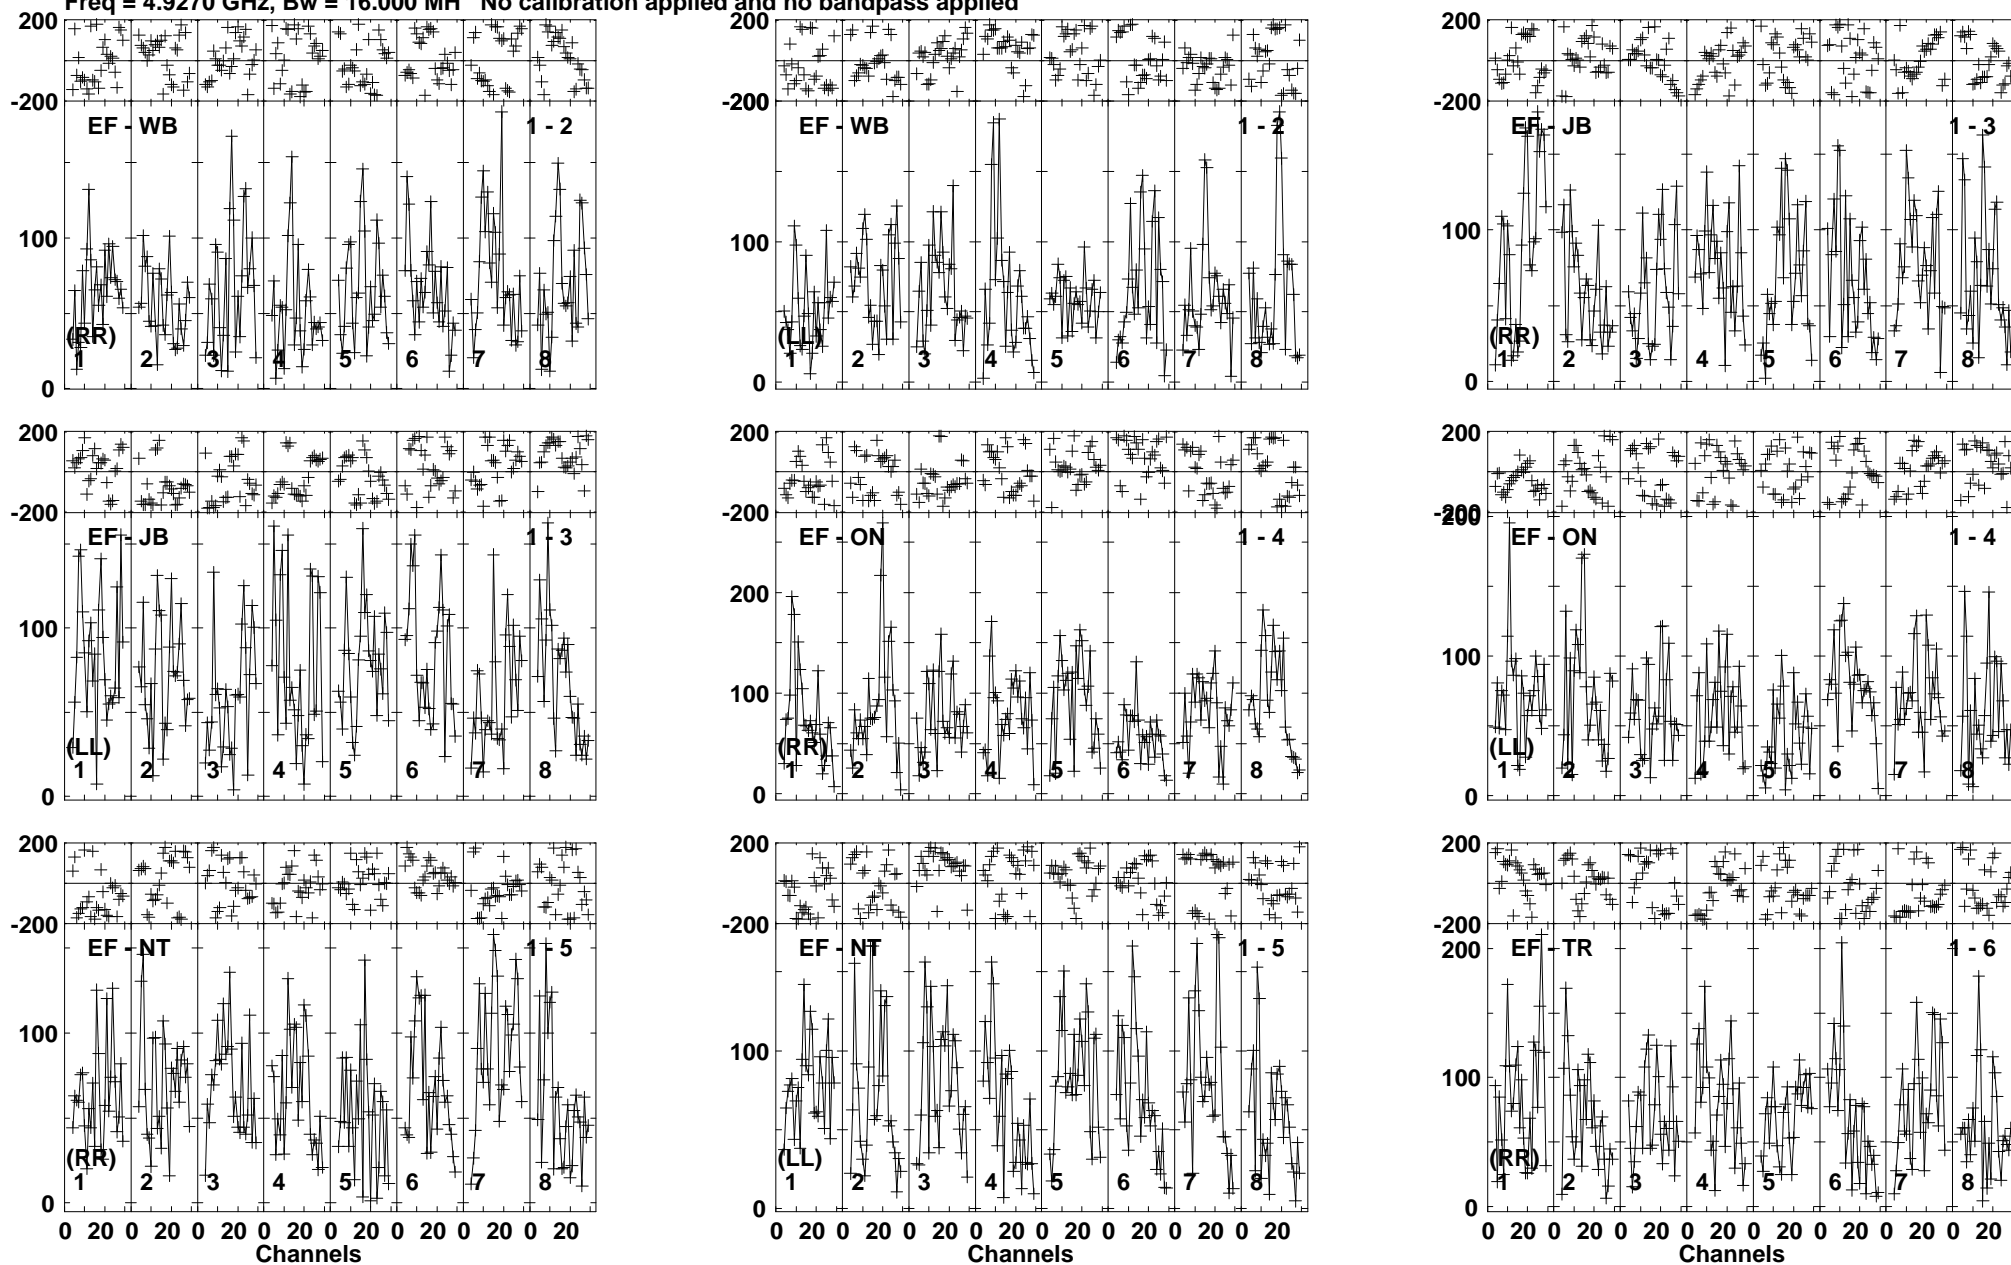 Freq = 4.9270 GHz, Bw = 16.000 MH No calibration applied and no bandpass applied
200 200 200
-200 -200 -200
EF - WB 1 - 2 EF - WB 1 - 2 EF - JB 1 - 3
100 100 100
(RR) (LL) (RR)
1 2 3 4 5 6 7 8 1 2 3 4 5 6 7 8 1 2 3 4 5 6 7 8
0 0 0
200 200 200
-200 -200 -200
200
EF - JB 1 - 3 EF - ON 1 - 4 EF - ON 1 - 4
200
100 100 100
(LL) (RR) (LL)
1 2 3 4 5 6 7 8 1 2 3 4 5 6 7 8 1 2 3 4 5 6 7 8
0 0 0
200 200 200
-200 -200 -200
EF - NT 1 - 5 EF - NT 1 - 5 EF - TR 1 - 6
200
100 100 100
(RR) (LL) (RR)
1 2 3 4 5 6 7 8 1 2 3 4 5 6 7 8 1 2 3 4 5 6 7 8
0 0 0
0 20 0 20 0 20 0 20 0 20 0 20 0 20 0 20 0 20 0 20 0 20 0 20 0 20 0 20 0 20 0 20 0 20 0 20 0 20 0 20 0 20 0 20 0 20 0 20
Channels Channels Channels